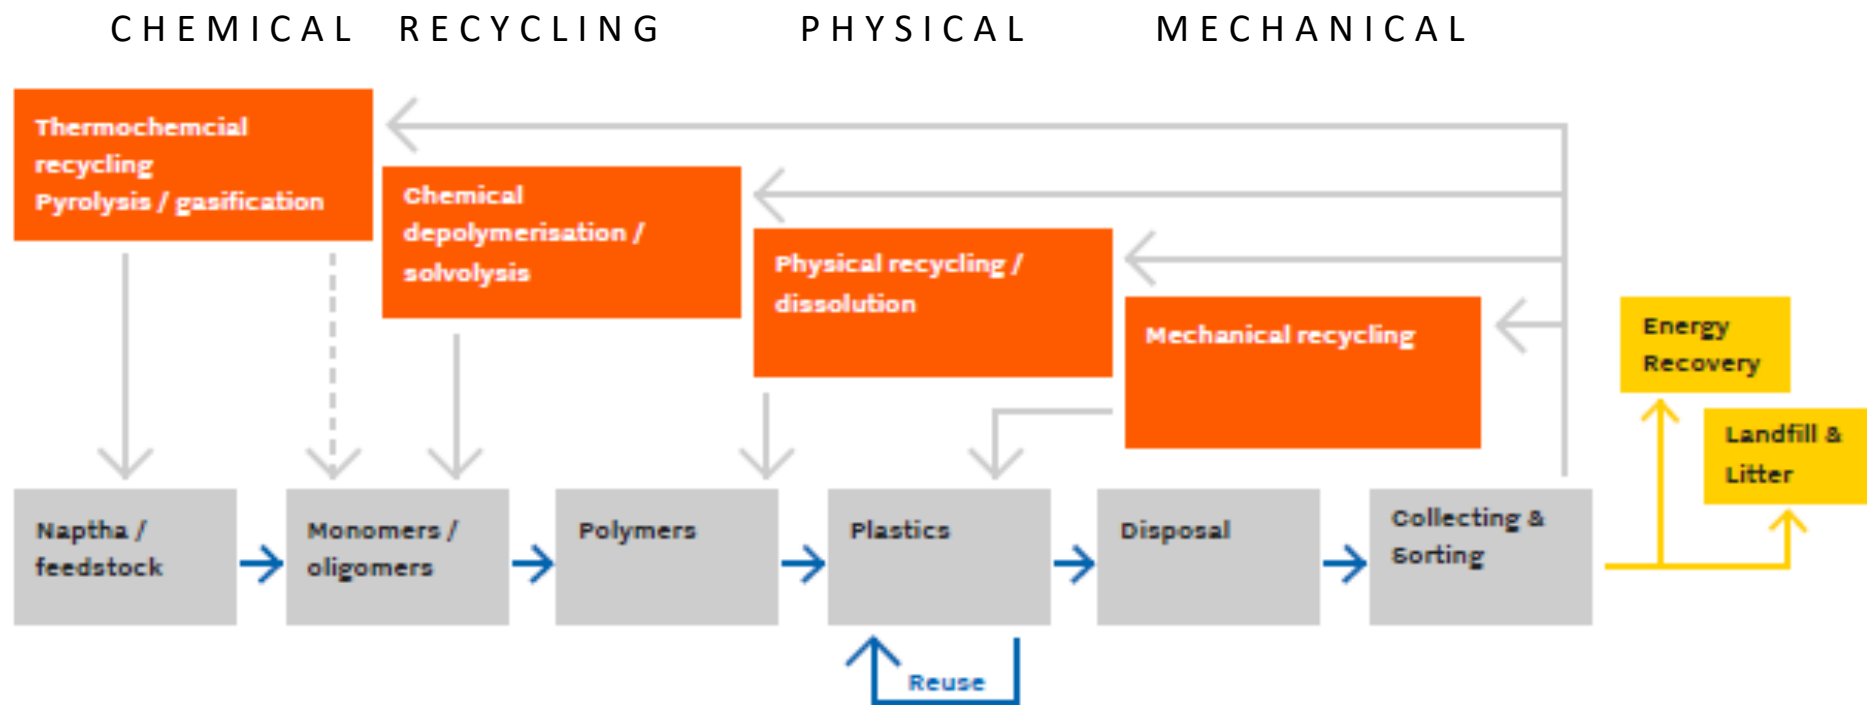 CHEMICAL RECYCLING PHYSICAL MECHANICAL
Thermochemcial
recycling
Pyrolysis / gasification
Chemical
depolymerisation /
solvolysis
Physical recycling /
dissolution
Mechanical recycling
Energy
Recovery
Landfill &
Litter
Naptha /
feedstock
Monomers /
oligomers
Polymers
Plastics
Disposal
Collecting &
Sorting
Reuse